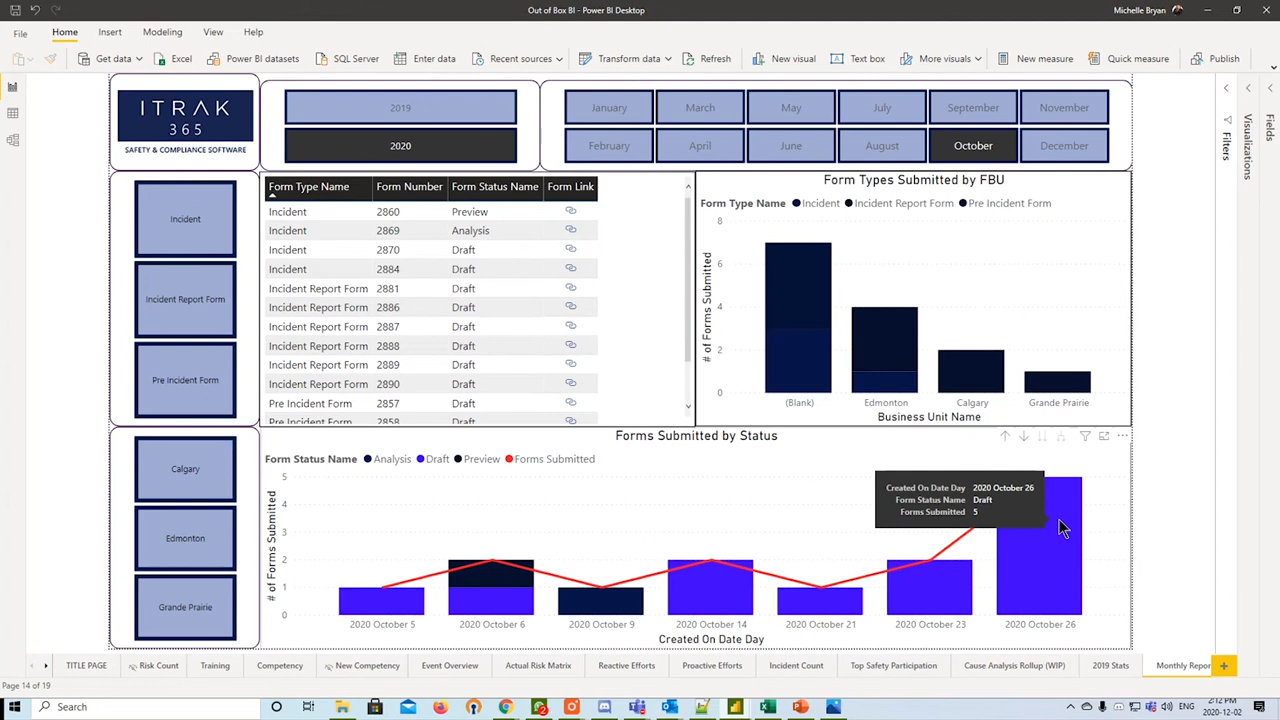 Out of Box BI - Power BI Desktop
Michelle Bryan
File Home Insert Modeling View Help
Get data Excel Power BI datasets SQL Server Enter data Recent sources Transform data Refresh New visual Text box More visuals New measure Quick measure Publish
ITRAK
365
SAFETY & COMPLIANCE SOFTWARE
2019
2020
January March May July September November
February April June August October December
Filters
Visualizations
Fields
Incident
Incident Report Form
Pre Incident Form
Form Type Name Form Number Form Status Name Form Link
Incident 2860 Preview
Incident 2869 Analysis
Incident 2870 Draft
Incident 2884 Draft
Incident Report Form 2881 Draft
Incident Report Form 2886 Draft
Incident Report Form 2887 Draft
Incident Report Form 2888 Draft
Incident Report Form 2889 Draft
Incident Report Form 2890 Draft
Pre Incident Form 2857 Draft
Pre Incident Form 2858 Draft
Form Types Submitted by FBU
Form Type Name Incident Incident Report Form Pre Incident Form
# of Forms Submitted
8
6
4
2
0
(Blank) Edmonton Calgary Grande Prairie
Business Unit Name
Calgary
Edmonton
Grande Prairie
Forms Submitted by Status
Form Status Name Analysis Draft Preview Forms Submitted
# of Forms Submitted
5
4
3
2
1
0
Created On Date Day 2020 October 26
Form Status Name Draft
Forms Submitted 5
2020 October 5 2020 October 6 2020 October 9 2020 October 14 2020 October 21 2020 October 23 2020 October 26
Created On Date Day
TITLE PAGE Risk Count Training Competency New Competency Event Overview Actual Risk Matrix Reactive Efforts Proactive Efforts Incident Count Top Safety Participation Cause Analysis Rollup (WIP) 2019 Stats Monthly Repor
Page 14 of 19
Search
ENG
2:12 PM
2020-12-02